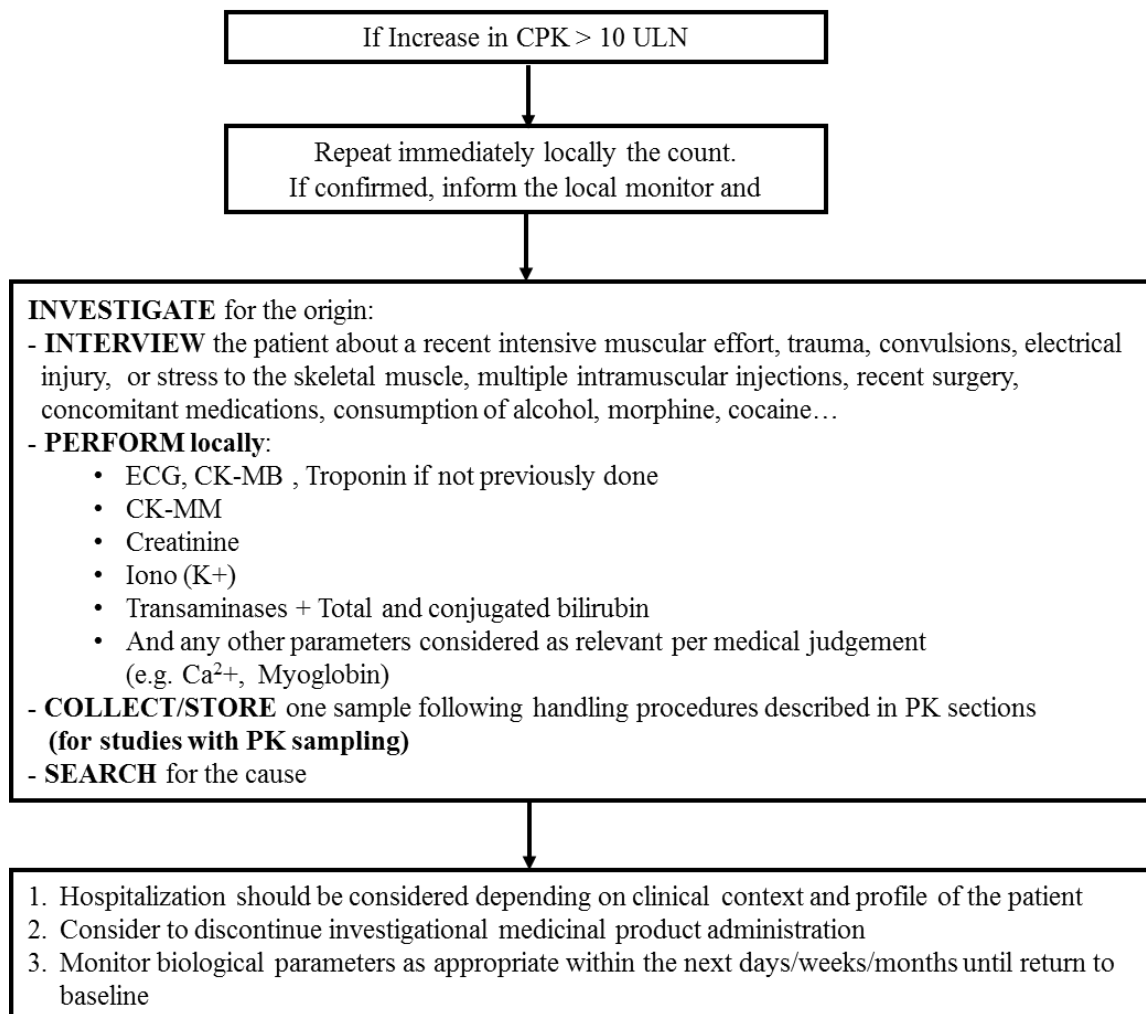 If Increase in CPK > 10 ULN
Repeat immediately locally the count.
If confirmed, inform the local monitor and
INVESTIGATE for the origin:
- INTERVIEW the patient about a recent intensive muscular effort, trauma, convulsions, electrical
injury, or stress to the skeletal muscle, multiple intramuscular injections, recent surgery,
concomitant medications, consumption of alcohol, morphine, cocaine…
- PERFORM locally:
• ECG, CK-MB , Troponin if not previously done
• CK-MM
• Creatinine
• Iono (K+)
• Transaminases + Total and conjugated bilirubin
• And any other parameters considered as relevant per medical judgement
(e.g. Ca²+, Myoglobin)
- COLLECT/STORE one sample following handling procedures described in PK sections
(for studies with PK sampling)
- SEARCH for the cause
1. Hospitalization should be considered depending on clinical context and profile of the patient
2. Consider to discontinue investigational medicinal product administration
3. Monitor biological parameters as appropriate within the next days/weeks/months until return to
baseline